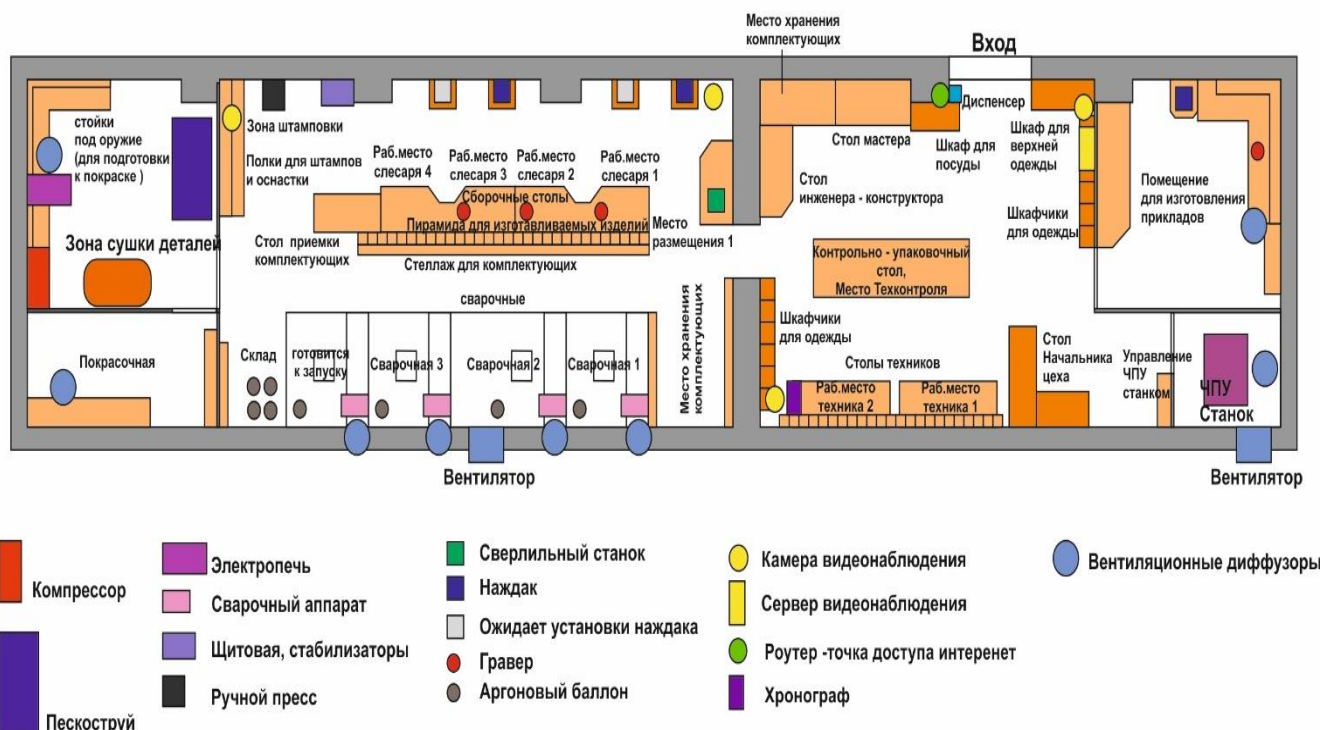 Место хранения
комплектующих
Вход
стойки
под оружие
(для подготовки
к покраске )
Зона штамповки
Полки для штампов
и оснастки
Раб.место
слесаря 4
Раб.место
слесаря 3
Раб.место
слесаря 2
Раб.место
слесаря 1
Сборочные столы
Пирамида для изготавливаемых изделий
Место
размещения 1
Стол приемки
комплектующих
Стеллаж для комплектующих
Зона сушки деталей
Стол мастера
Диспенсер
Шкаф для
посуды
Шкаф для
верхней
одежды
Стол
инженера - конструктора
Шкафчики
для одежды
Помещение
для изготовления
прикладов
Контрольно - упаковочный
стол,
Место Техконтроля
сварочные
Покрасочная
Склад
готовится
к запуску
Сварочная 3
Сварочная 2
Сварочная 1
Место хранения
комплектующих
Шкафчики
для одежды
Столы техников
Раб.место
техника 2
Раб.место
техника 1
Стол
Начальника
цеха
Управление
ЧПУ
станком
ЧПУ
Станок
Вентилятор
Вентилятор
Компрессор
Пескоструй
Электропечь
Сварочный аппарат
Щитовая, стабилизаторы
Ручной пресс
Сверлильный станок
Наждак
Ожидает установки наждака
Гравер
Аргоновый баллон
Камера видеонаблюдения
Сервер видеонаблюдения
Роутер -точка доступа интеренет
Хронограф
Вентиляционные диффузоры